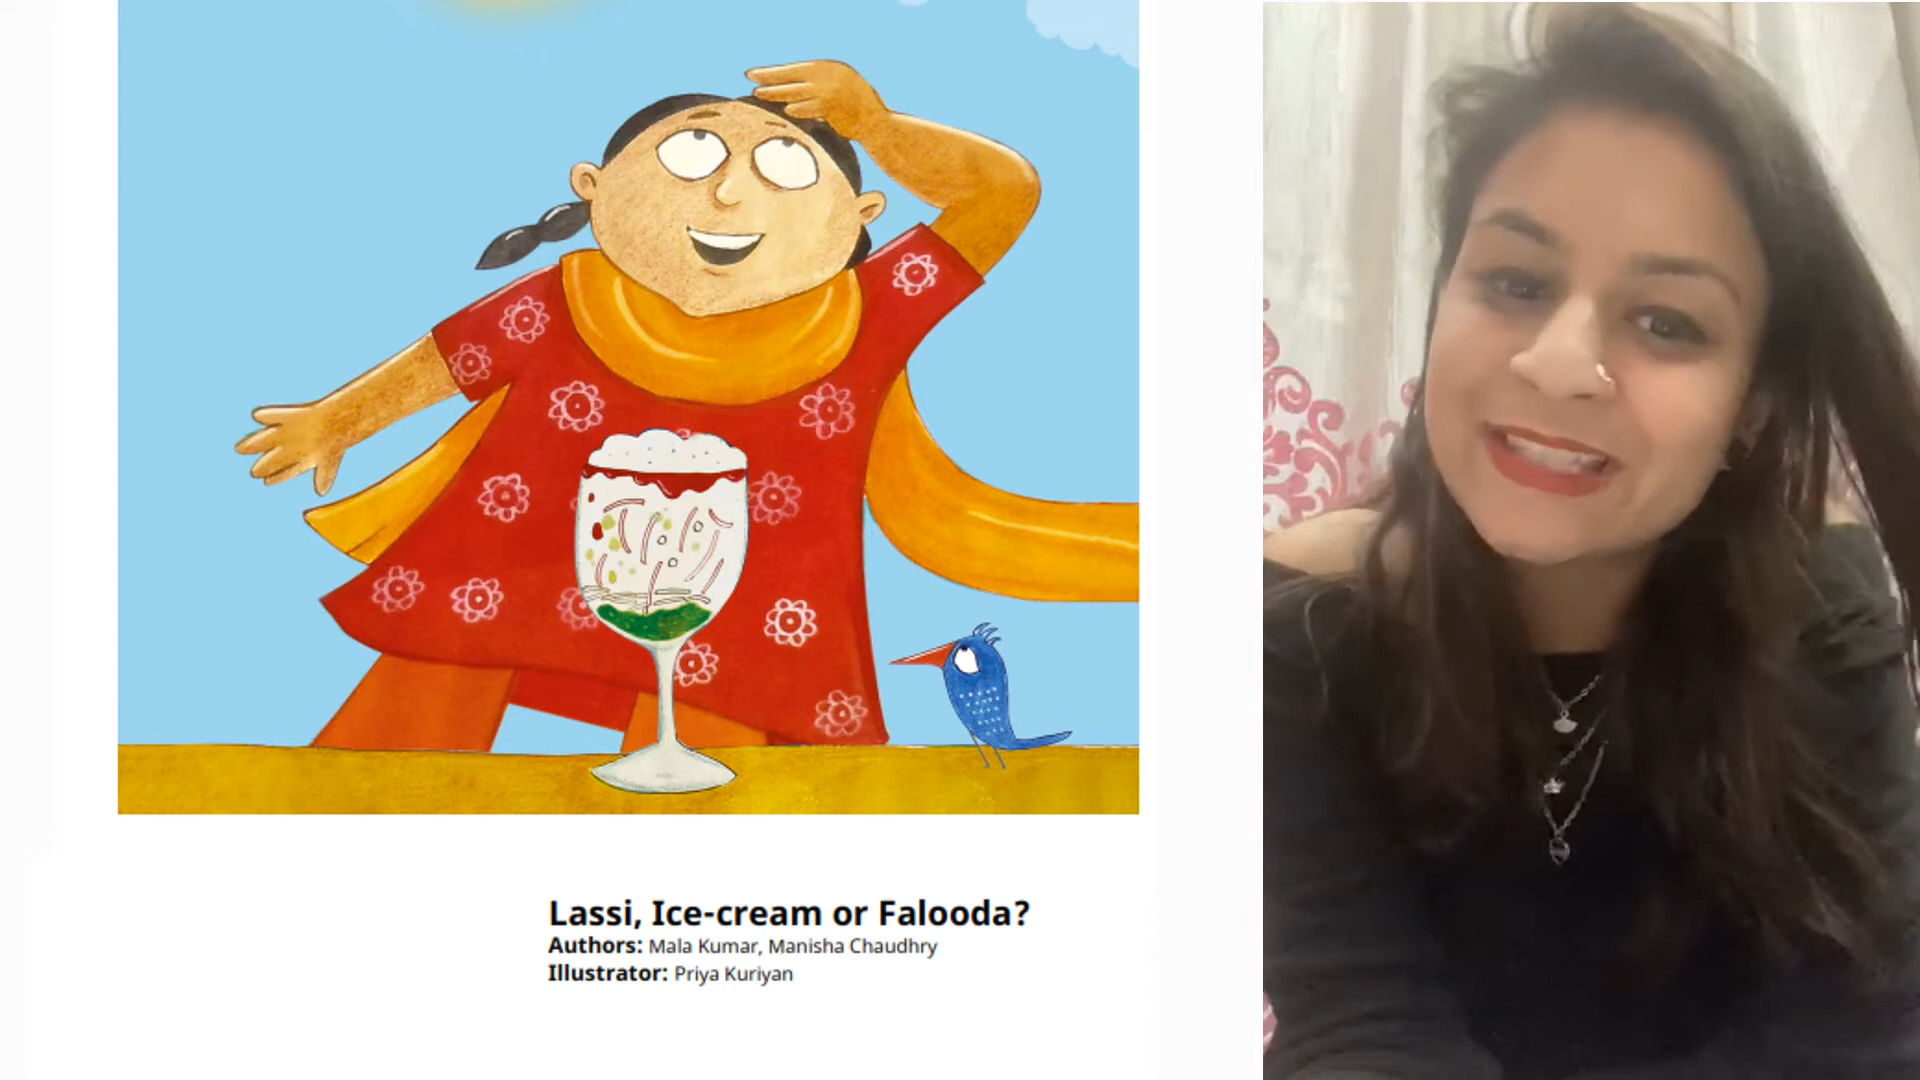 Lassi, Ice-cream or Falooda?
Authors: Mala Kumar, Manisha Chaudhry
Illustrator: Priya Kuriyan